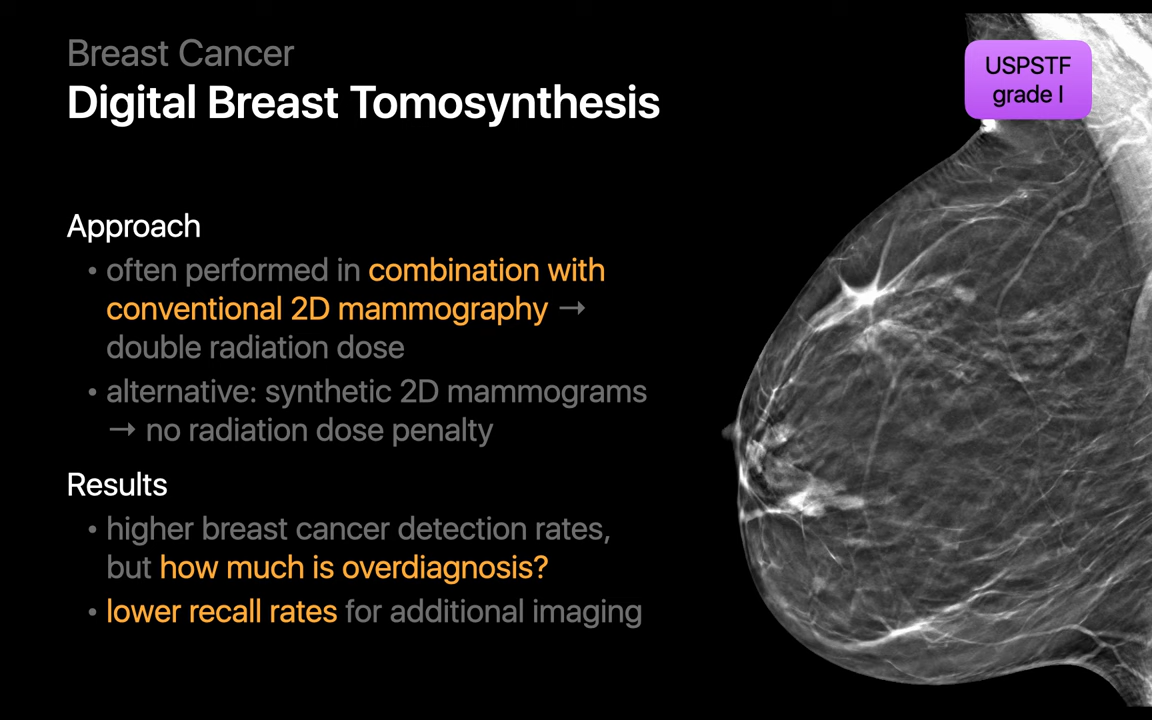 Breast Cancer
Digital Breast Tomosynthesis
USPSTF
grade I
Approach
• often performed in combination with
conventional 2D mammography →
double radiation dose
• alternative: synthetic 2D mammograms
→ no radiation dose penalty
Results
• higher breast cancer detection rates,
but how much is overdiagnosis?
• lower recall rates for additional imaging